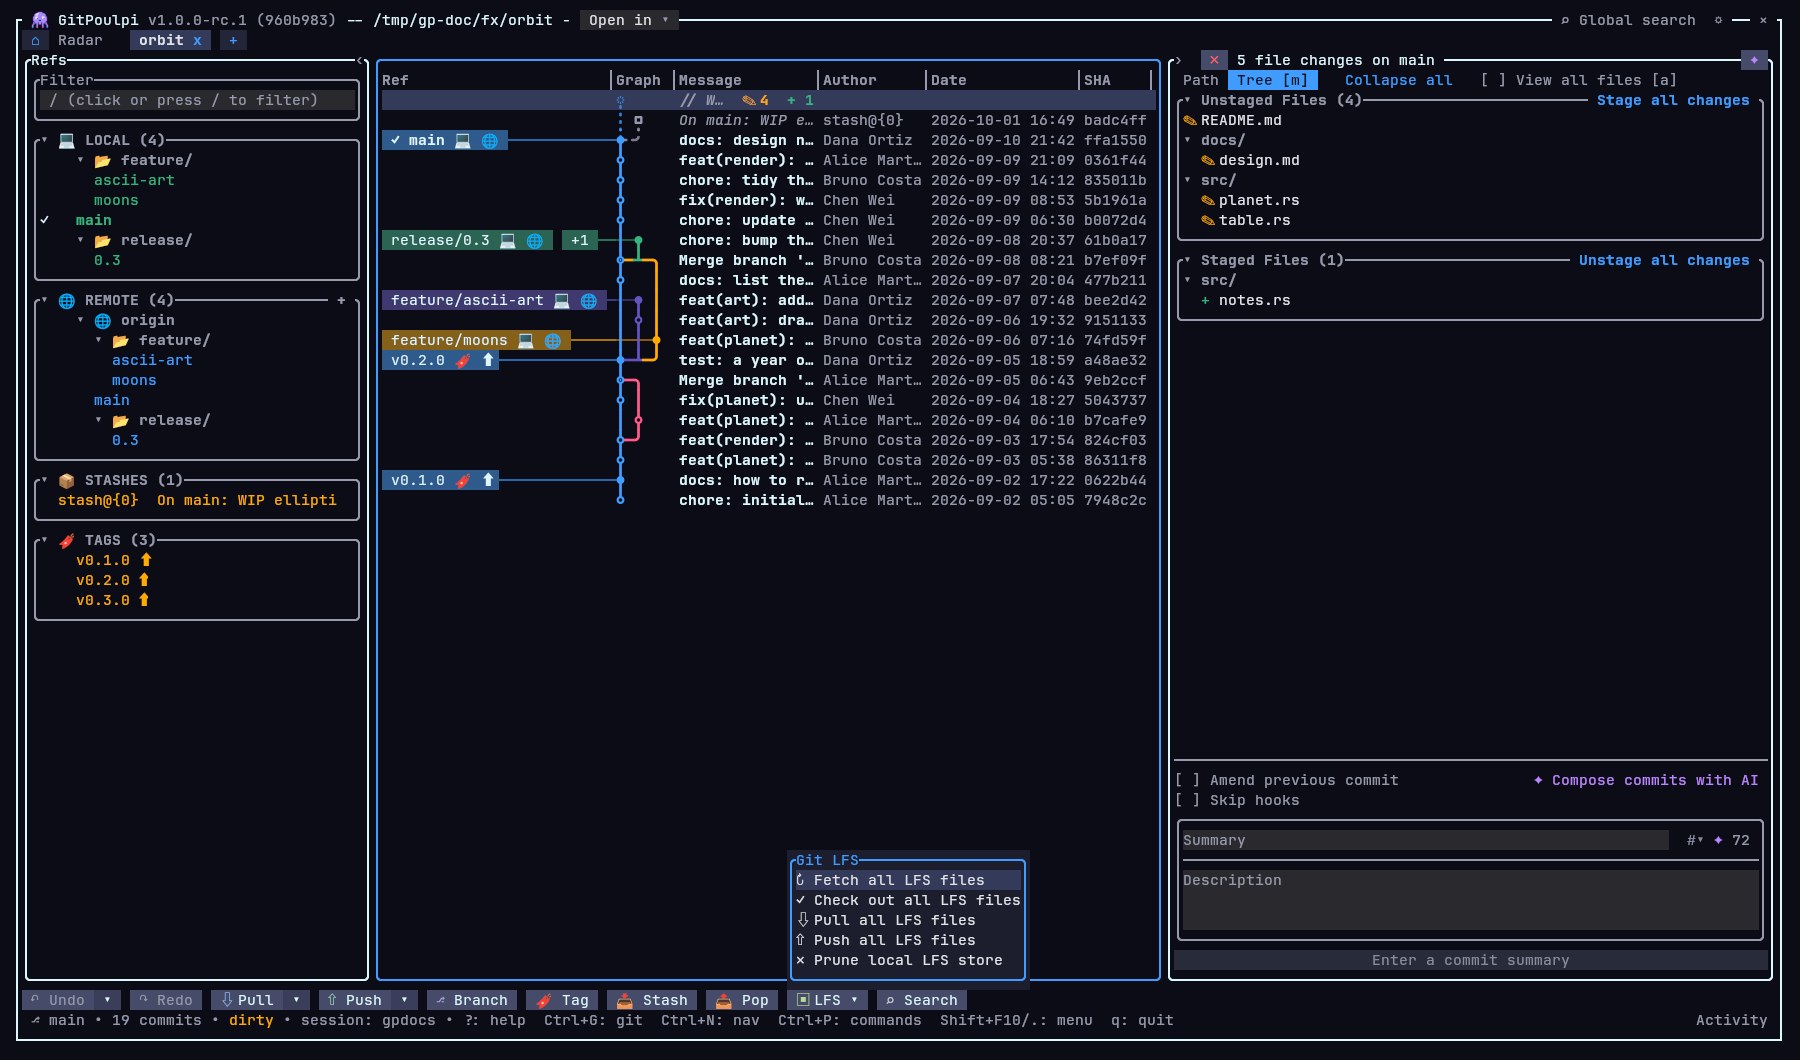 GitPoulpi v1.0.0-rc.1 (960b983) —— /tmp/gp-doc/fx/orbit - Open in ▾ ⌕ Global search ⚙ — ×
⌂ Radar orbit x +
Refs ‹
Filter
/ (click or press / to filter)
▾ 💻 LOCAL (4)
▾ 📂 feature/
ascii-art
moons
✓ main
▾ 📂 release/
0.3
▾ 🌐 REMOTE (4) +
▾ 🌐 origin
▾ 📂 feature/
ascii-art
moons
main
▾ 📂 release/
0.3
▾ 📦 STASHES (1)
stash@{0} On main: WIP ellipti
▾ 🔖 TAGS (3)
v0.1.0 ⬆
v0.2.0 ⬆
v0.3.0 ⬆
Ref Graph Message Author Date SHA
// W… ✎ 4 + 1
On main: WIP e… stash@{0} 2026-10-01 16:49 badc4ff
✓ main 💻 🌐 docs: design n… Dana Ortiz 2026-09-10 21:42 ffa1550
feat(render): … Alice Mart… 2026-09-09 21:09 0361f44
chore: tidy th… Bruno Costa 2026-09-09 14:12 835011b
fix(render): w… Chen Wei 2026-09-09 08:53 5b1961a
chore: update … Chen Wei 2026-09-09 06:30 b0072d4
release/0.3 💻 🌐 +1 chore: bump th… Chen Wei 2026-09-08 20:37 61b0a17
Merge branch '… Bruno Costa 2026-09-08 08:21 b7ef09f
docs: list the… Alice Mart… 2026-09-07 20:04 477b211
feature/ascii-art 💻 🌐 feat(art): add… Dana Ortiz 2026-09-07 07:48 bee2d42
feat(art): dra… Dana Ortiz 2026-09-06 19:32 9151133
feature/moons 💻 🌐 feat(planet): … Bruno Costa 2026-09-06 07:16 74fd59f
v0.2.0 🔖 ⬆ test: a year o… Dana Ortiz 2026-09-05 18:59 a48ae32
Merge branch '… Alice Mart… 2026-09-05 06:43 9eb2ccf
fix(planet): u… Chen Wei 2026-09-04 18:27 5043737
feat(planet): … Alice Mart… 2026-09-04 06:10 b7cafe9
feat(render): … Bruno Costa 2026-09-03 17:54 824cf03
feat(planet): … Bruno Costa 2026-09-03 05:38 86311f8
v0.1.0 🔖 ⬆ docs: how to r… Alice Mart… 2026-09-02 17:22 0622b44
chore: initial… Alice Mart… 2026-09-02 05:05 7948c2c
› ✕ 5 file changes on main ✦
Path Tree [m] Collapse all [ ] View all files [a]
▾ Unstaged Files (4) Stage all changes
✎ README.md
▾ docs/
✎ design.md
▾ src/
✎ planet.rs
✎ table.rs
▾ Staged Files (1) Unstage all changes
▾ src/
+ notes.rs
[ ] Amend previous commit ✦ Compose commits with AI
[ ] Skip hooks
Summary #▾ ✦ 72
Description
Enter a commit summary
Git LFS
↻ Fetch all LFS files
✓ Check out all LFS files
⇩ Pull all LFS files
⇧ Push all LFS files
× Prune local LFS store
↶ Undo ▾ ↷ Redo ⇩ Pull ▾ ⇧ Push ▾ ⎇ Branch 🔖 Tag 📥 Stash 📤 Pop ▣ LFS ▾ ⌕ Search
⎇ main • 19 commits • dirty • session: gpdocs • ?: help Ctrl+G: git Ctrl+N: nav Ctrl+P: commands Shift+F10/.: menu q: quit Activity